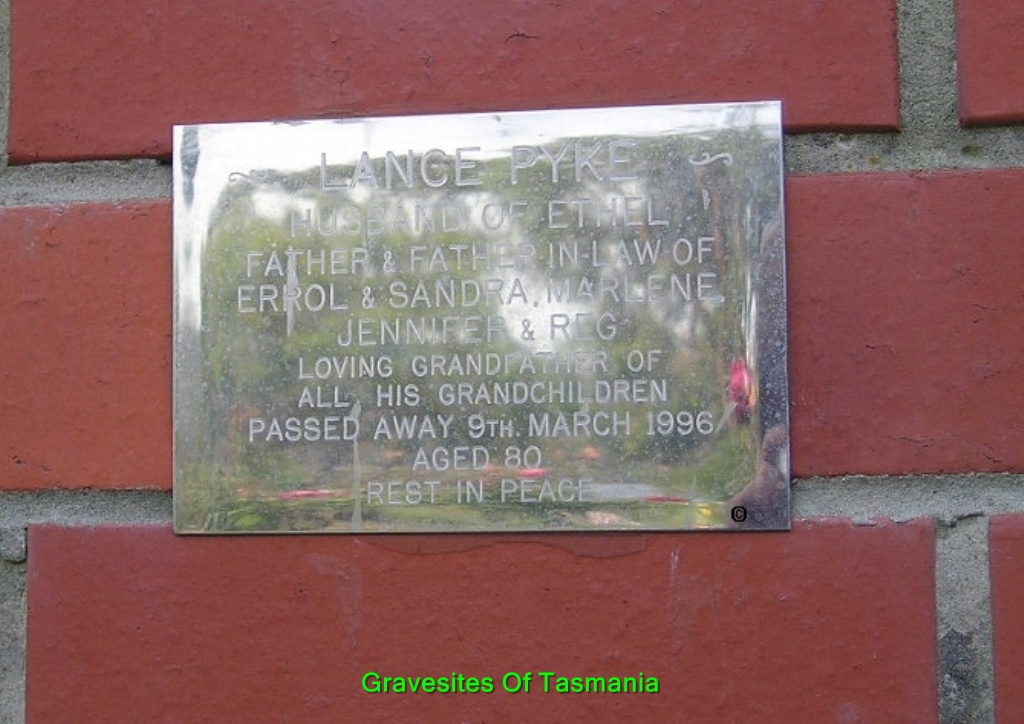 LANCE PYKE
HUSBAND OF ETHEL
FATHER & FATHER-IN-LAW OF
ERROL & SANDRA, MARLENE,
JENNIFER & REG
LOVING GRANDFATHER OF
ALL HIS GRANDCHILDREN
PASSED AWAY 9TH. MARCH 1996
AGED 80
REST IN PEACE
©
Gravesites Of Tasmania